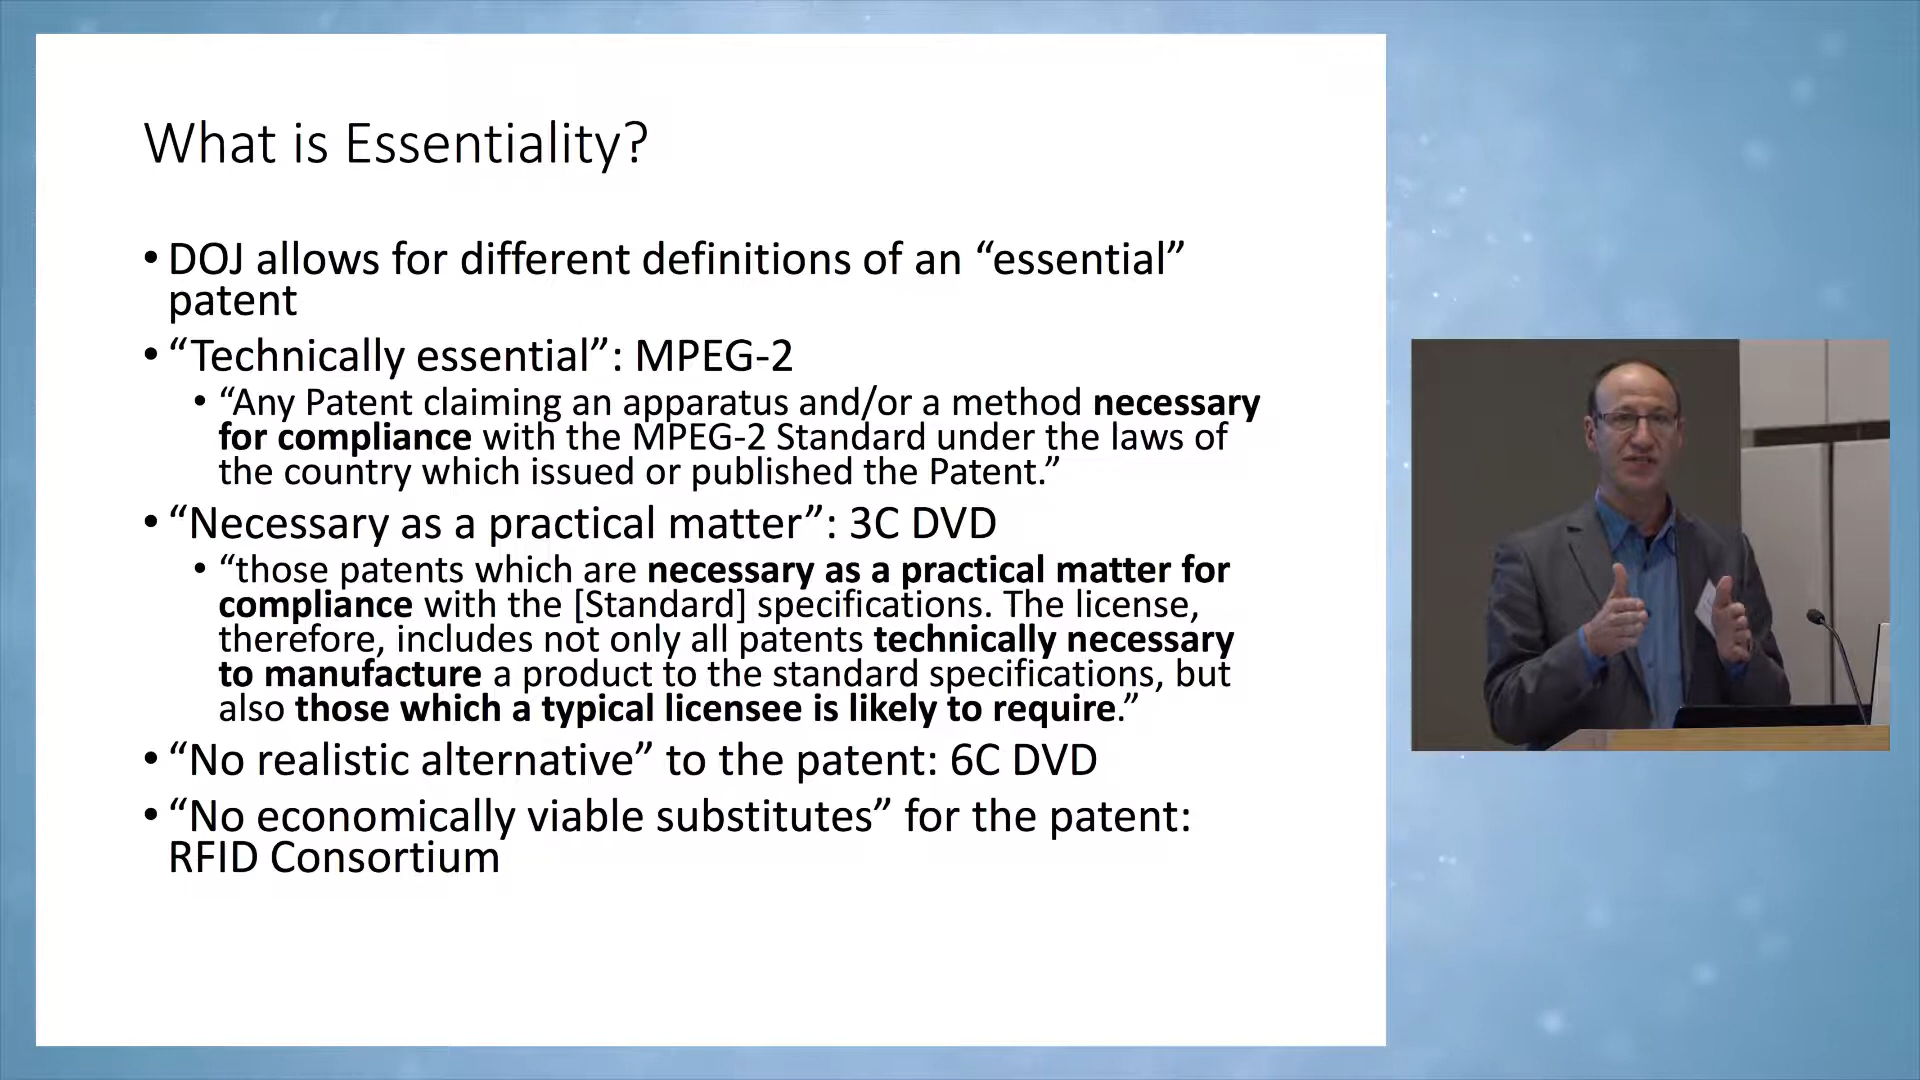 What is Essentiality?
• DOJ allows for different definitions of an “essential”
patent
• “Technically essential”: MPEG-2
• “Any Patent claiming an apparatus and/or a method necessary
for compliance with the MPEG-2 Standard under the laws of
the country which issued or published the Patent.”
• “Necessary as a practical matter”: 3C DVD
• “those patents which are necessary as a practical matter for
compliance with the [Standard] specifications. The license,
therefore, includes not only all patents technically necessary
to manufacture a product to the standard specifications, but
also those which a typical licensee is likely to require.”
• “No realistic alternative” to the patent: 6C DVD
• “No economically viable substitutes” for the patent:
RFID Consortium